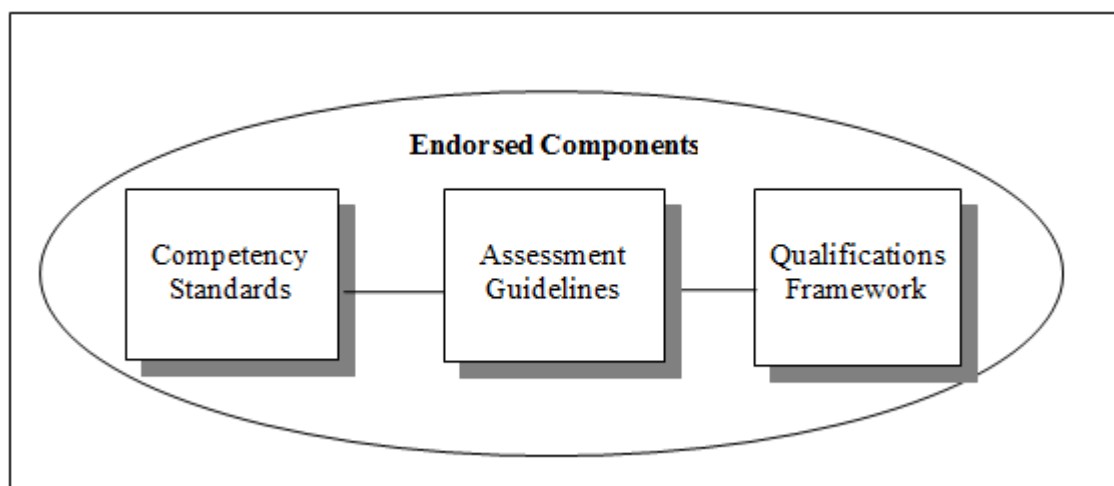 Endorsed Components
Competency
Standards
Assessment
Guidelines
Qualifications
Framework